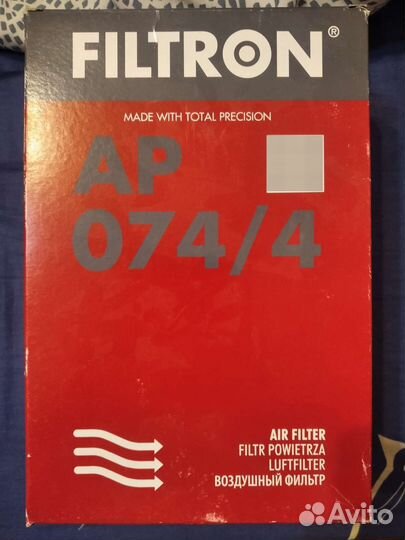 FILTRON®
MADE WITH TOTAL PRECISION
AP
074/4
AIR FILTER
FILTR POWIETRZA
LUFTFILTER
ВОЗДУШНЫЙ ФИЛЬТР
Avito